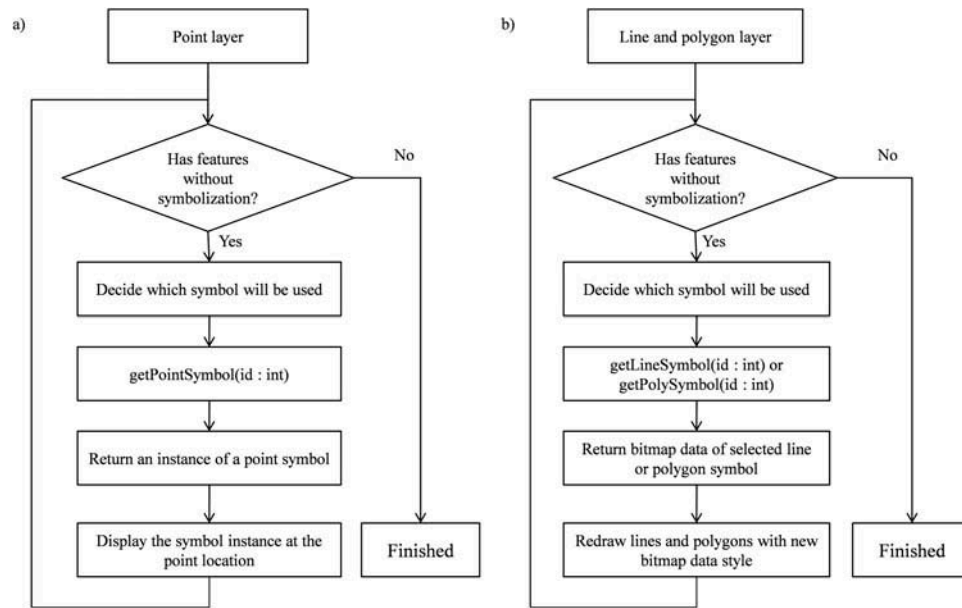 a)
Point layer
Has features
without
symbolization?
No
Yes
Decide which symbol will be used
getPointSymbol(id : int)
Return an instance of a point symbol
Display the symbol instance at the
point location
Finished
b)
Line and polygon layer
Has features
without
symbolization?
No
Yes
Decide which symbol will be used
getLineSymbol(id : int) or
getPolySymbol(id : int)
Return bitmap data of selected line
or polygon symbol
Redraw lines and polygons with new
bitmap data style
Finished